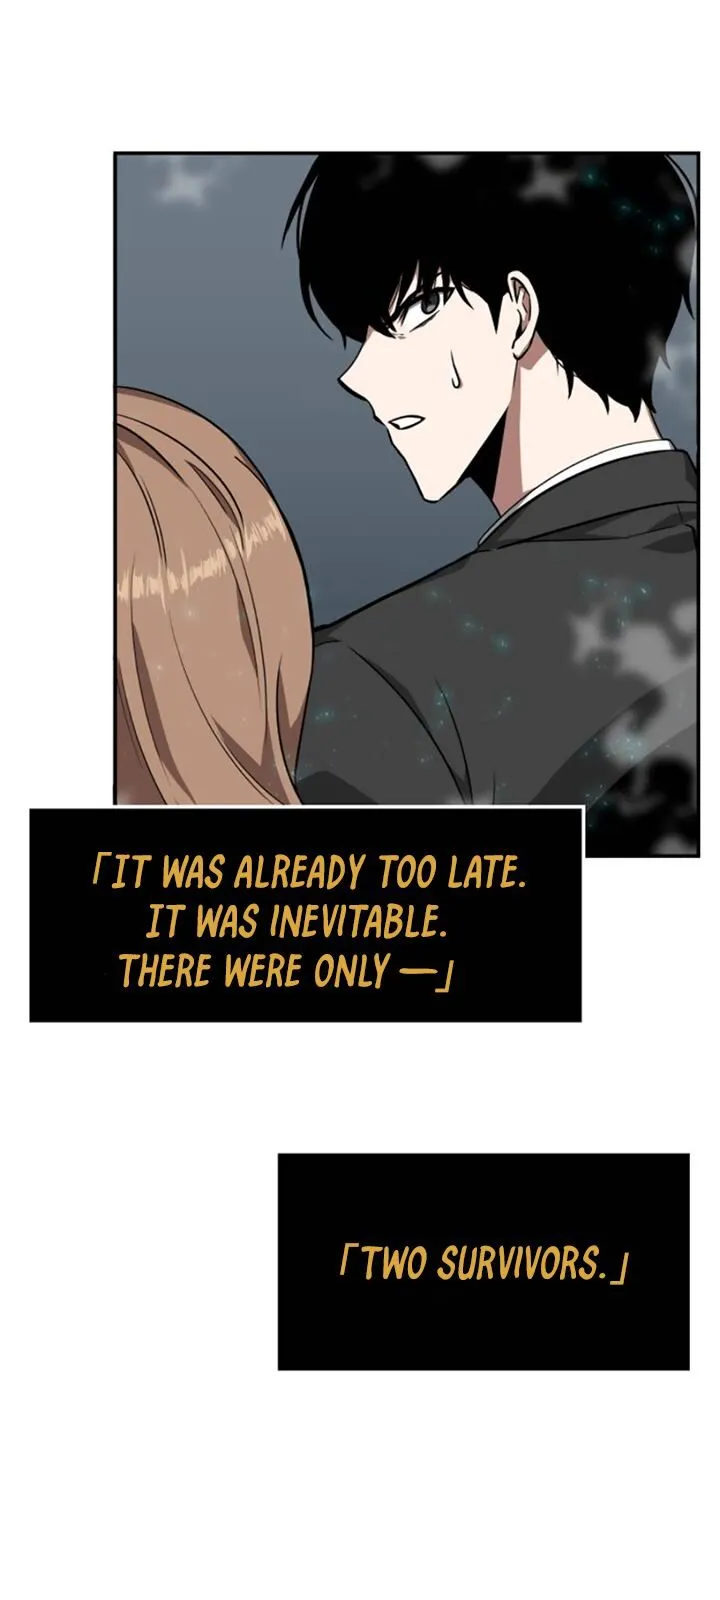 「IT WAS ALREADY TOO LATE.
IT WAS INEVITABLE.
THERE WERE ONLY —」
「TWO SURVIVORS.」